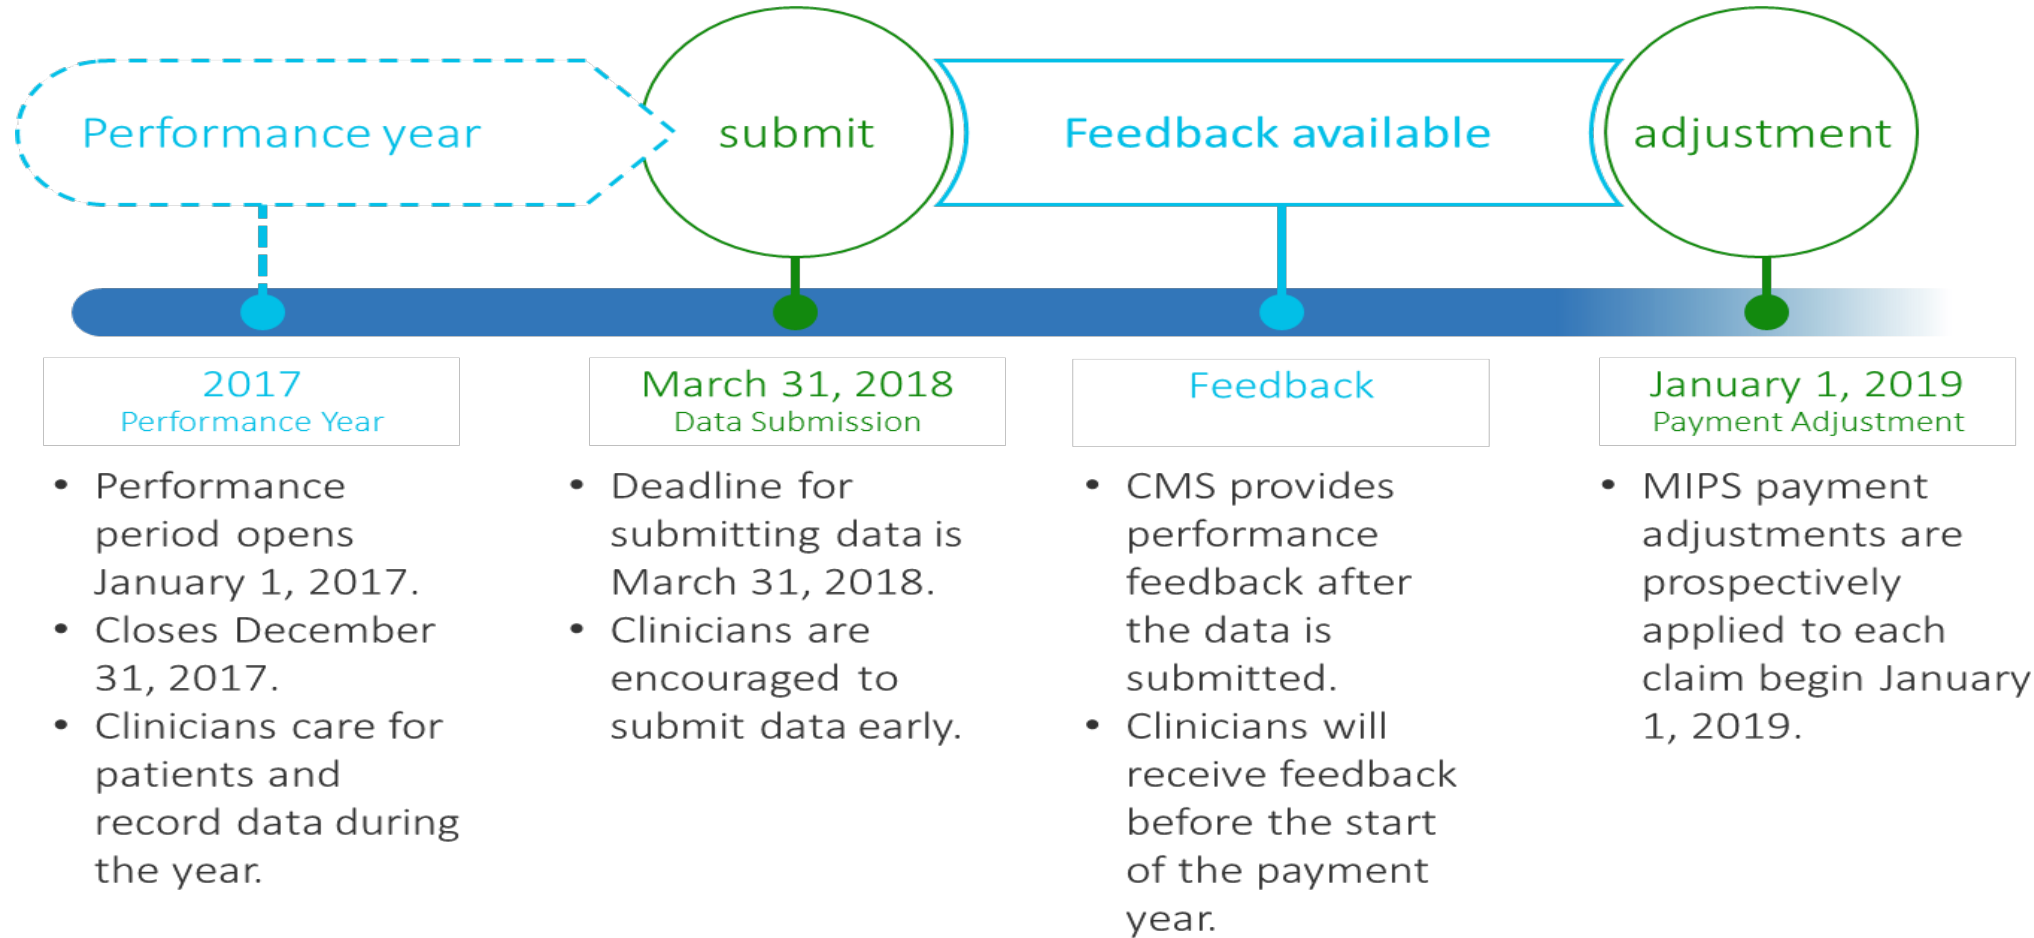 Performance year
submit
Feedback available
adjustment
2017
Performance Year
• Performance
period opens
January 1, 2017.
• Closes December
31, 2017.
• Clinicians care for
patients and
record data during
the year.
March 31, 2018
Data Submission
• Deadline for
submitting data is
March 31, 2018.
• Clinicians are
encouraged to
submit data early.
Feedback
• CMS provides
performance
feedback after
the data is
submitted.
• Clinicians will
receive feedback
before the start
of the payment
year.
January 1, 2019
Payment Adjustment
• MIPS payment
adjustments are
prospectively
applied to each
claim begin January
1, 2019.